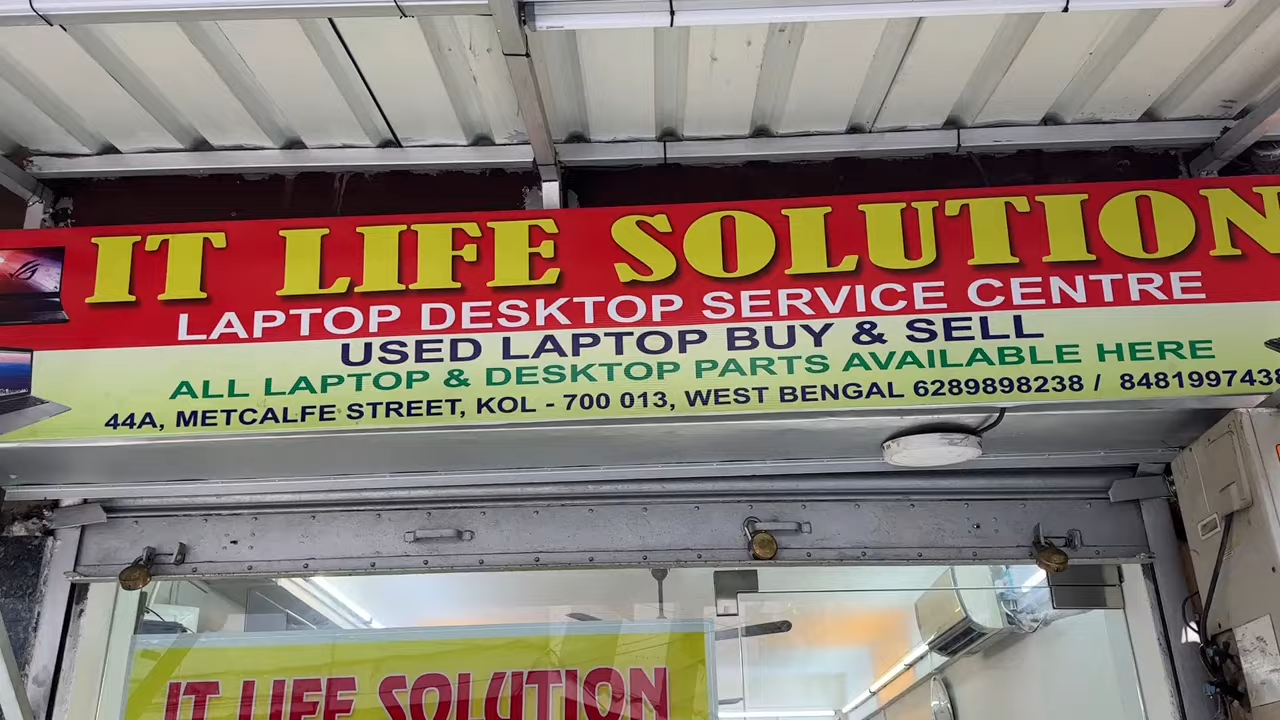 IT LIFE SOLUTION
LAPTOP DESKTOP SERVICE CENTRE
USED LAPTOP BUY & SELL
ALL LAPTOP & DESKTOP PARTS AVAILABLE HERE
44A, METCALFE STREET, KOL - 700 013, WEST BENGAL 6289898238 / 8481997438
IT LIFE SOLUTION